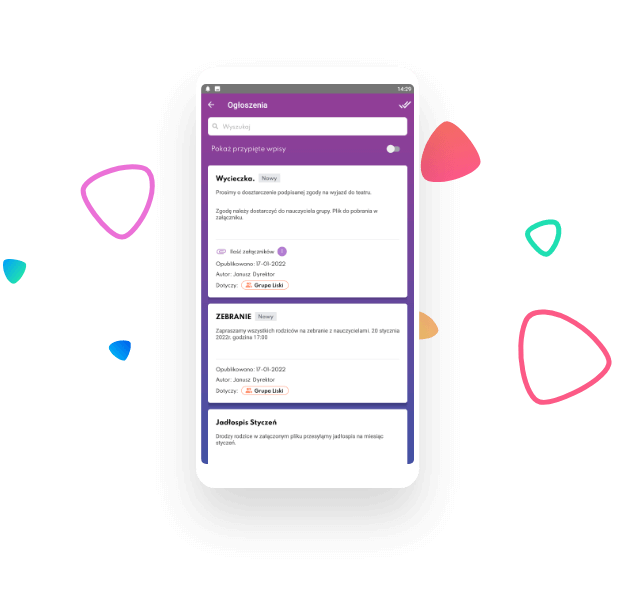 14:29
Ogłoszenia
Wyszukaj
Pokaż przypięte wpisy
Wycieczka. Nowy
Prosimy o dosztarczenie podpisanej zgody na wyjazd do teatru.
Zgodę należy dostarczyć do nauczyciela grupy. Plik do pobrania w
załączniku.
Ilość załączników 1
Opublikowano: 17-01-2022
Autor: Janusz Dyrektor
Dotyczy: Grupa Liski
ZEBRANIE Nowy
Zapraszamy wszystkich rodziców na zebranie z nauczycielami. 20 stycznia
2022r. godzina 17:00
Opublikowano: 17-01-2022
Autor: Janusz Dyrektor
Dotyczy: Grupa Liski
Jadłospis Styczeń
Drodzy rodzice w załączonym pliku przesyłamy jadłospis na miesiąc
styczeń.